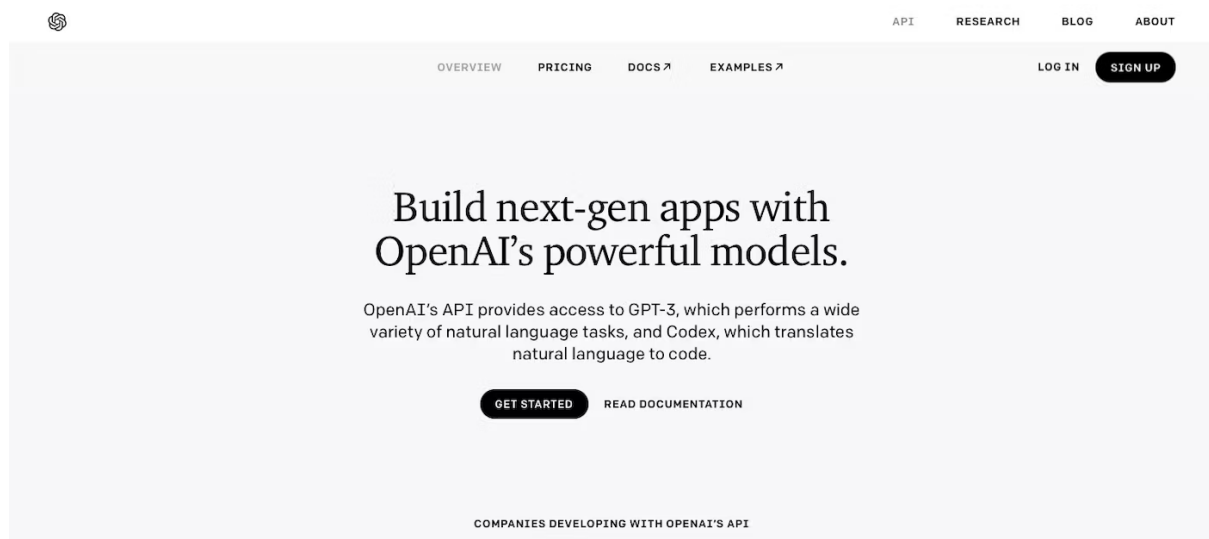 API RESEARCH BLOG ABOUT
OVERVIEW PRICING DOCS↗ EXAMPLES↗ LOG IN SIGN UP
Build next-gen apps with
OpenAI’s powerful models.
OpenAI’s API provides access to GPT-3, which performs a wide
variety of natural language tasks, and Codex, which translates
natural language to code.
GET STARTED READ DOCUMENTATION
COMPANIES DEVELOPING WITH OPENAI’S API